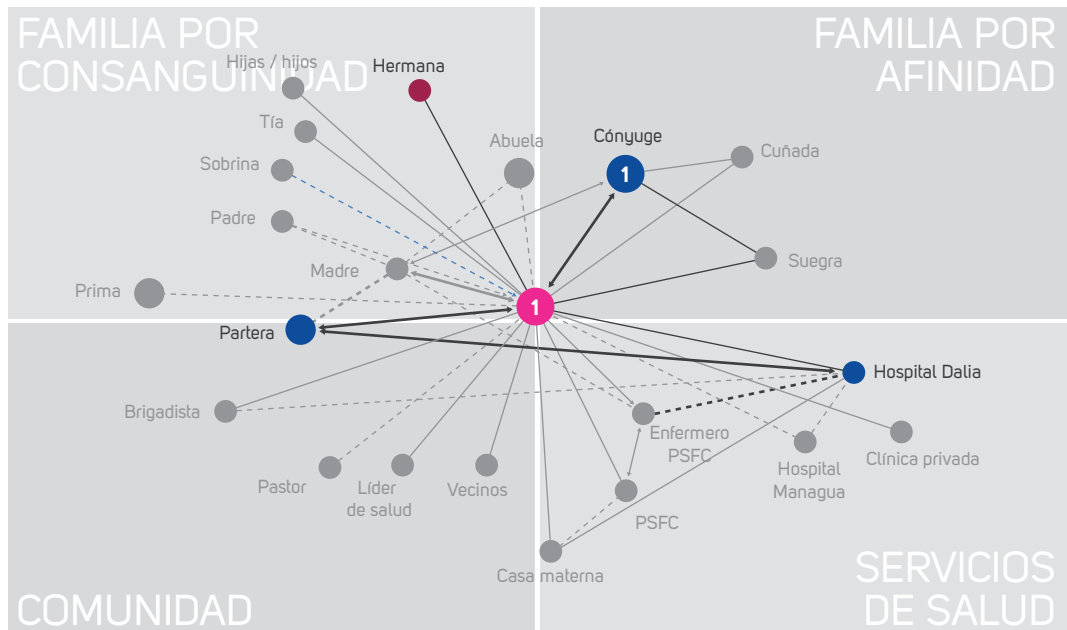 FAMILIA POR
CONSANGUINIDAD
FAMILIA POR
AFINIDAD
Hijas / hijos
Hermana
Tía
Abuela
Cónyuge
Cuñada
Sobrina
1
Padre
Madre
Suegra
Prima
1
Partera
Hospital Dalia
Brigadista
Enfermero
PSFC
Clínica privada
Hospital
Managua
Pastor
Líder
de salud
Vecinos
PSFC
Casa materna
COMUNIDAD
SERVICIOS
DE SALUD